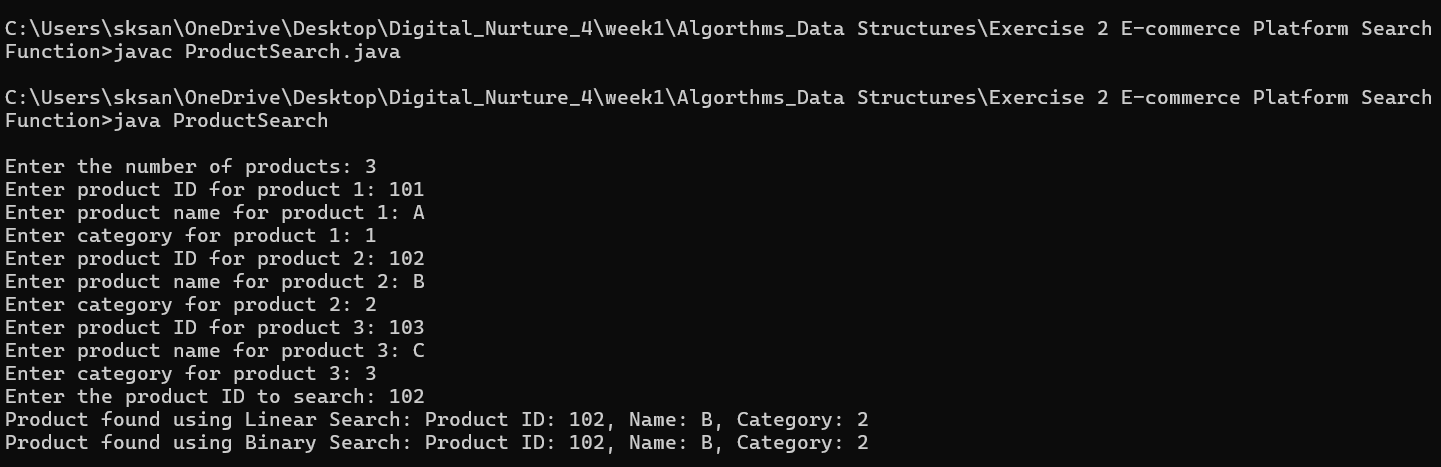 C:\Users\sksan\OneDrive\Desktop\Digital_Nurture_4\week1\Algorthms_Data Structures\Exercise 2 E-commerce Platform Search
Function>javac ProductSearch.java
C:\Users\sksan\OneDrive\Desktop\Digital_Nurture_4\week1\Algorthms_Data Structures\Exercise 2 E-commerce Platform Search
Function>java ProductSearch
Enter the number of products: 3
Enter product ID for product 1: 101
Enter product name for product 1: A
Enter category for product 1: 1
Enter product ID for product 2: 102
Enter product name for product 2: B
Enter category for product 2: 2
Enter product ID for product 3: 103
Enter product name for product 3: C
Enter category for product 3: 3
Enter the product ID to search: 102
Product found using Linear Search: Product ID: 102, Name: B, Category: 2
Product found using Binary Search: Product ID: 102, Name: B, Category: 2